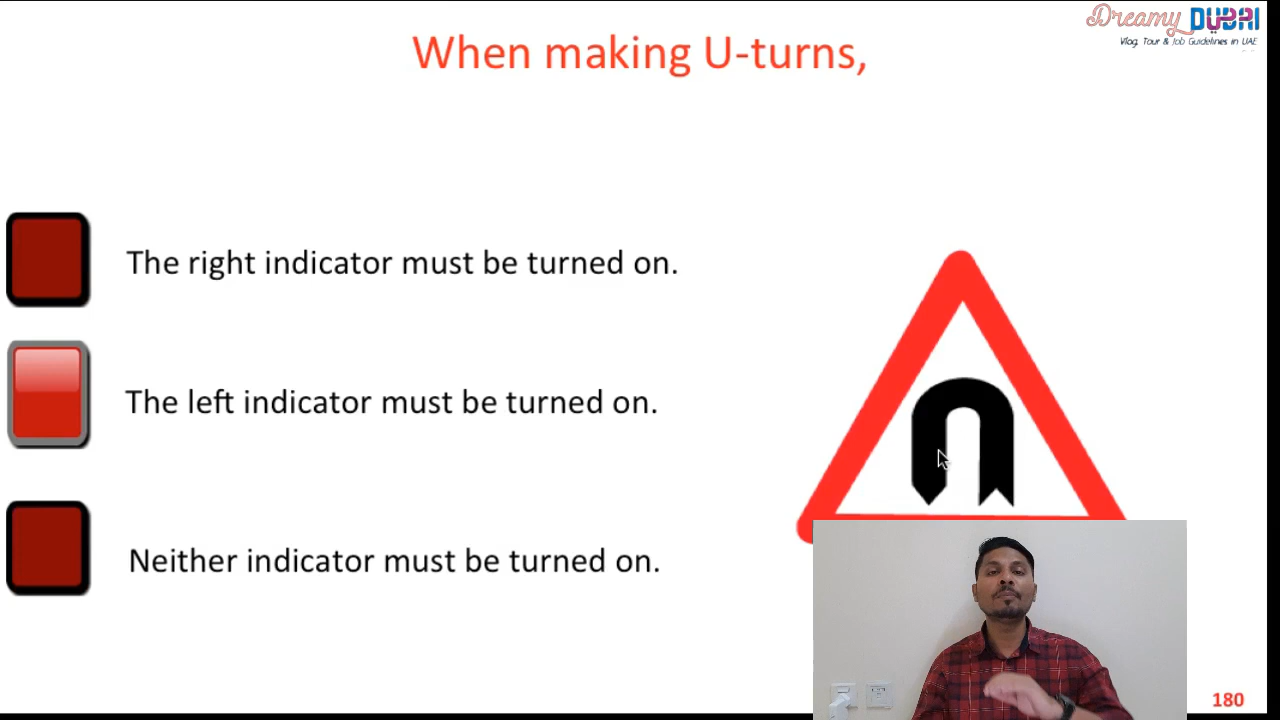 Dreamy DUBAI
Vlog, Tour & Job Guidelines in UAE
When making U-turns,
The right indicator must be turned on.
The left indicator must be turned on.
Neither indicator must be turned on.
180